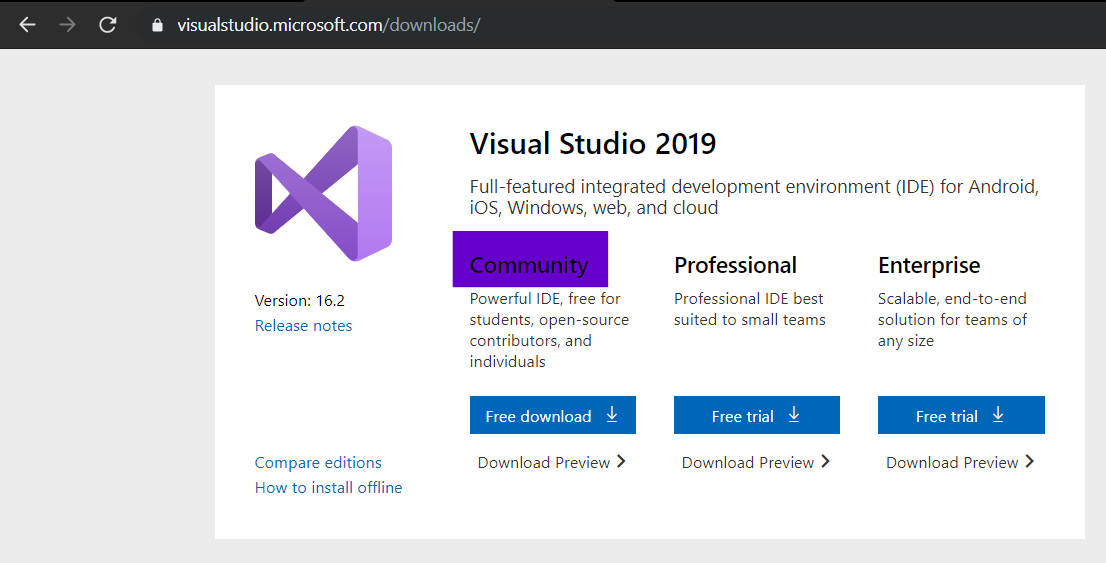 visualstudio.microsoft.com/downloads/
Visual Studio 2019
Full-featured integrated development environment (IDE) for Android,
iOS, Windows, web, and cloud
Version: 16.2
Release notes
Community
Powerful IDE, free for
students, open-source
contributors, and
individuals
Free download
Download Preview
Professional
Professional IDE best
suited to small teams
Free trial
Download Preview
Enterprise
Scalable, end-to-end
solution for teams of
any size
Free trial
Download Preview
Compare editions
How to install offline